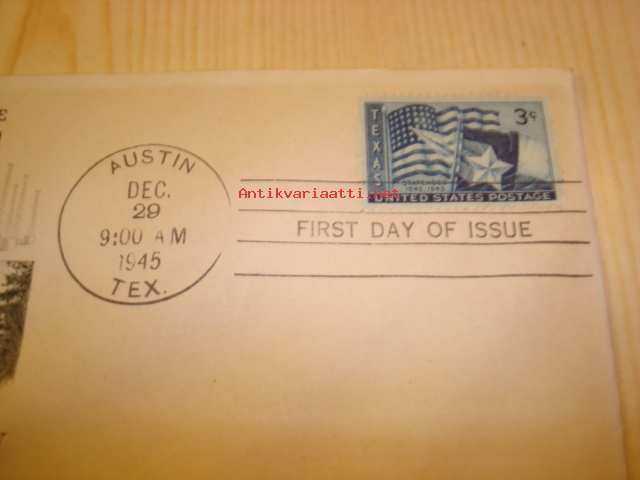 TEXAS
3¢
STATEHOOD
1845-1945
UNITED STATES POSTAGE
AUSTIN
DEC.
29
9:00 AM
1945
TEX.
FIRST DAY OF ISSUE
Antikvariaatti.net